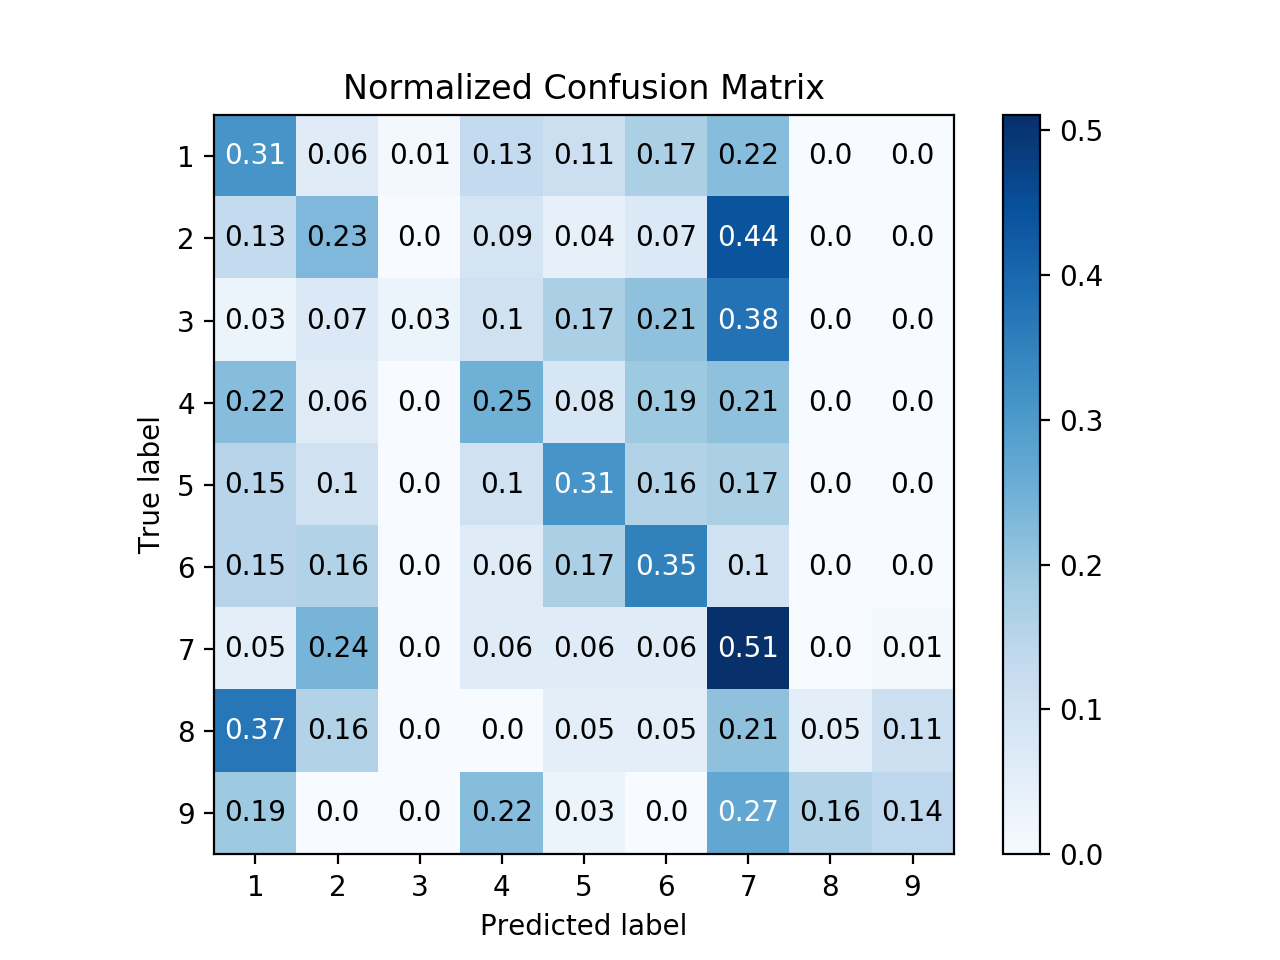 Normalized Confusion Matrix
1 0.31 0.06 0.01 0.13 0.11 0.17 0.22 0.0 0.0
2 0.13 0.23 0.0 0.09 0.04 0.07 0.44 0.0 0.0
3 0.03 0.07 0.03 0.1 0.17 0.21 0.38 0.0 0.0
4 0.22 0.06 0.0 0.25 0.08 0.19 0.21 0.0 0.0
5 0.15 0.1 0.0 0.1 0.31 0.16 0.17 0.0 0.0
6 0.15 0.16 0.0 0.06 0.17 0.35 0.1 0.0 0.0
7 0.05 0.24 0.0 0.06 0.06 0.06 0.51 0.0 0.01
8 0.37 0.16 0.0 0.0 0.05 0.05 0.21 0.05 0.11
9 0.19 0.0 0.0 0.22 0.03 0.0 0.27 0.16 0.14
1 2 3 4 5 6 7 8 9
Predicted label
True label
0.5
0.4
0.3
0.2
0.1
0.0